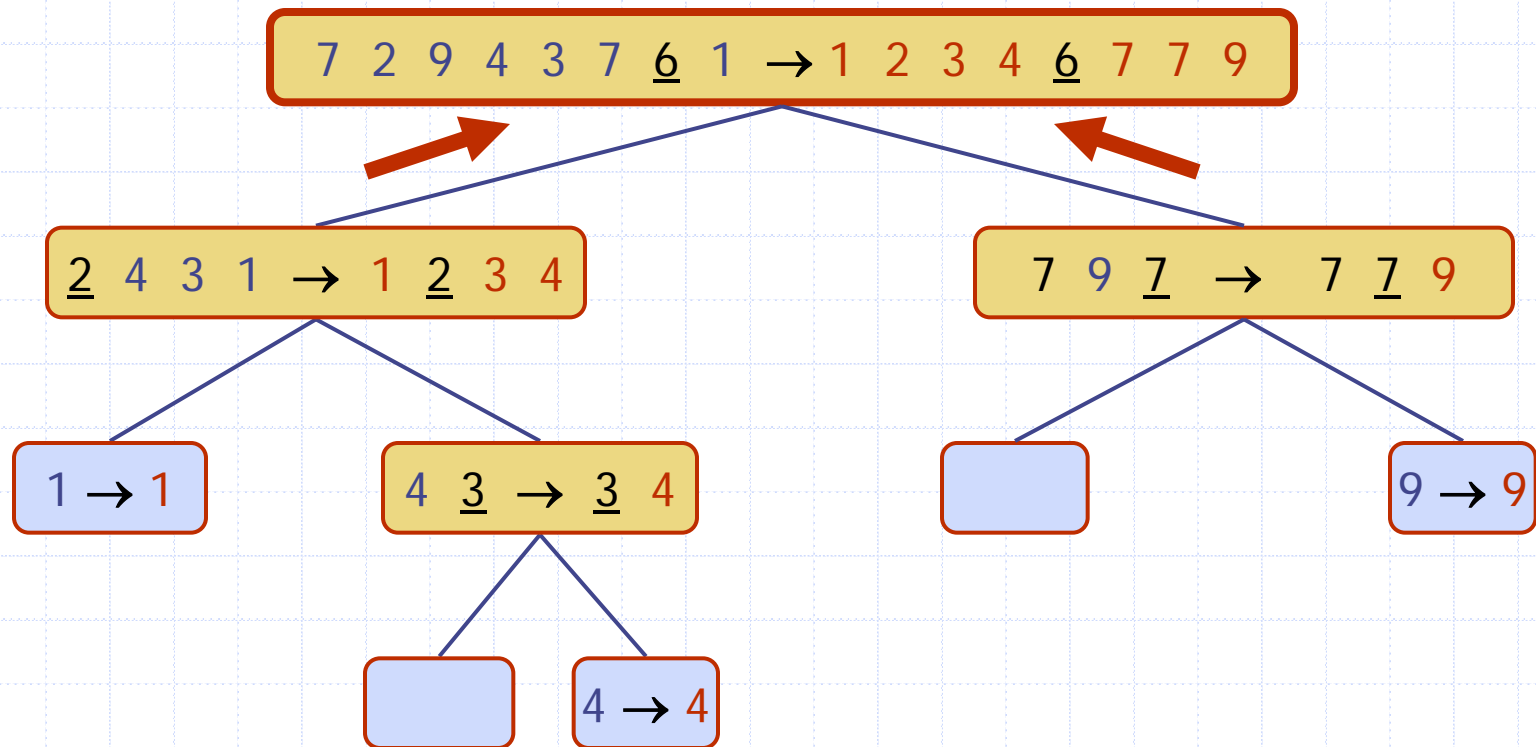 7 2 9 4 3 7 6 1 → 1 2 3 4 6 7 7 9
2 4 3 1 → 1 2 3 4
7 9 7 → 7 7 9
1 → 1
4 3 → 3 4
9 → 9
4 → 4